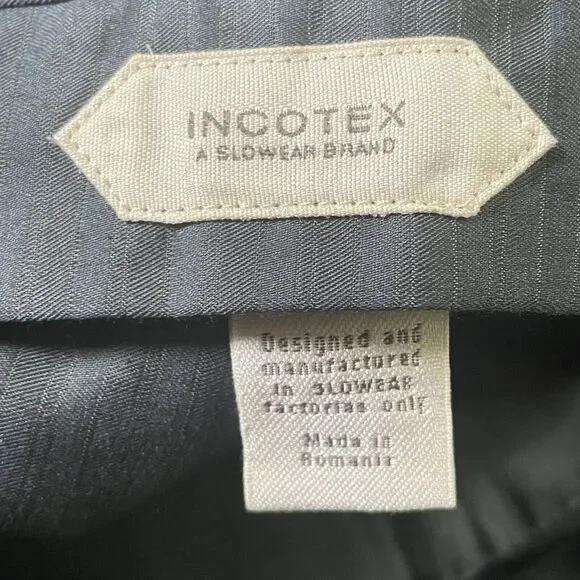 INCOTEX
A SLOWEAR BRAND
Designed and
manufactured
in SLOWEAR
factories only
Made in
Romania